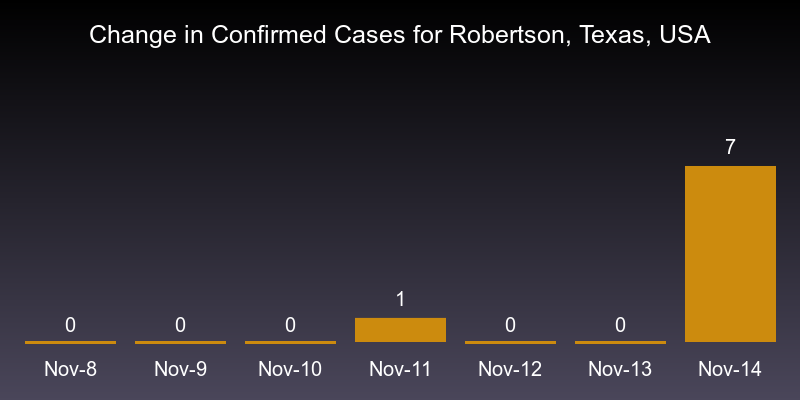 Change in Confirmed Cases for Robertson, Texas, USA
7
1
0 0 0 0 0
Nov-8 Nov-9 Nov-10 Nov-11 Nov-12 Nov-13 Nov-14